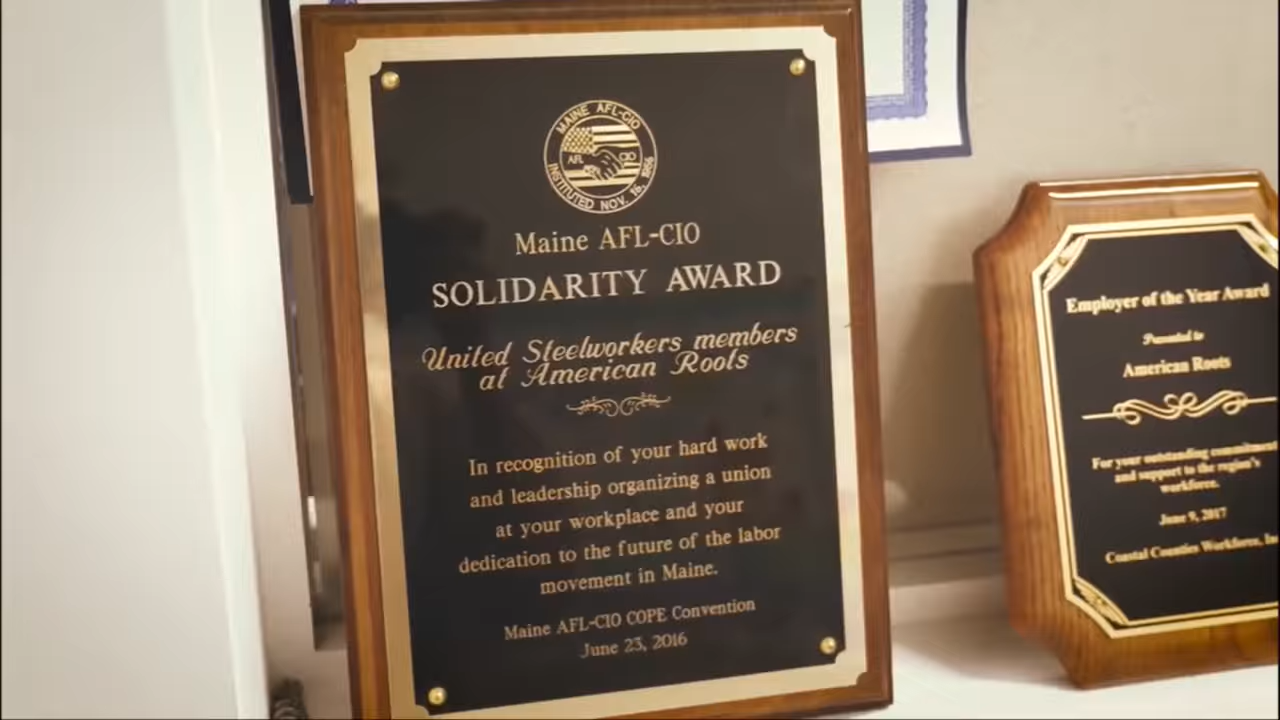 MAINE AFL-CIO
AFL CIO
INSTITUTED NOV. 15, 1956
Maine AFL-CIO
SOLIDARITY AWARD
United Steelworkers members
at American Roots
In recognition of your hard work
and leadership organizing a union
at your workplace and your
dedication to the future of the labor
movement in Maine.
Maine AFL-CIO COPE Convention
June 23, 2016
Employer of the Year Award
Presented to
American Roots
For your outstanding commitment
and support to the region's
workforce.
June 9, 2017
Coastal Counties Workforce, In